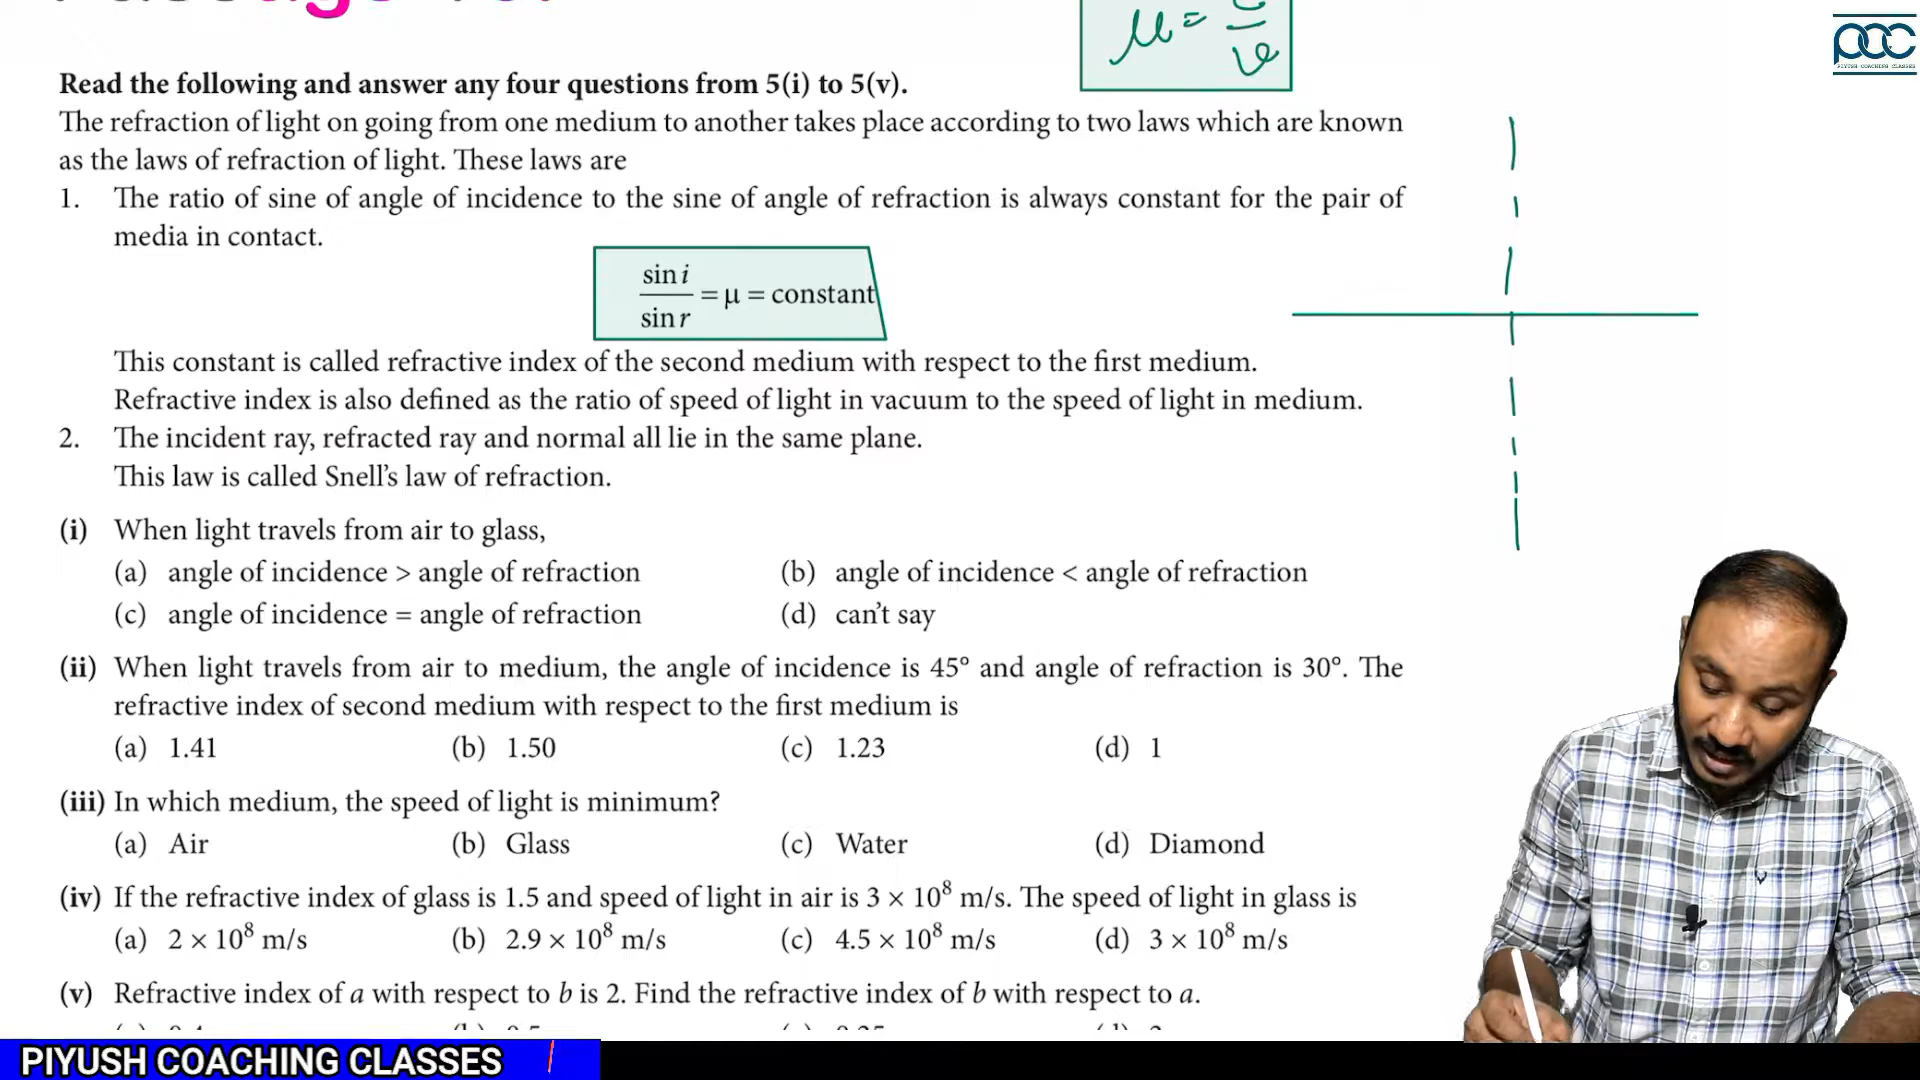 μ = c/v
PCC
PIYUSH COACHING CLASSES
Read the following and answer any four questions from 5(i) to 5(v).
The refraction of light on going from one medium to another takes place according to two laws which are known
as the laws of refraction of light. These laws are
1. The ratio of sine of angle of incidence to the sine of angle of refraction is always constant for the pair of
media in contact.
sin i / sin r = μ = constant
This constant is called refractive index of the second medium with respect to the first medium.
Refractive index is also defined as the ratio of speed of light in vacuum to the speed of light in medium.
2. The incident ray, refracted ray and normal all lie in the same plane.
This law is called Snell's law of refraction.
(i) When light travels from air to glass,
(a) angle of incidence > angle of refraction (b) angle of incidence < angle of refraction
(c) angle of incidence = angle of refraction (d) can't say
(ii) When light travels from air to medium, the angle of incidence is 45° and angle of refraction is 30°. The
refractive index of second medium with respect to the first medium is
(a) 1.41 (b) 1.50 (c) 1.23 (d) 1
(iii) In which medium, the speed of light is minimum?
(a) Air (b) Glass (c) Water (d) Diamond
(iv) If the refractive index of glass is 1.5 and speed of light in air is 3 × 10⁸ m/s. The speed of light in glass is
(a) 2 × 10⁸ m/s (b) 2.9 × 10⁸ m/s (c) 4.5 × 10⁸ m/s (d) 3 × 10⁸ m/s
(v) Refractive index of a with respect to b is 2. Find the refractive index of b with respect to a.
PIYUSH COACHING CLASSES